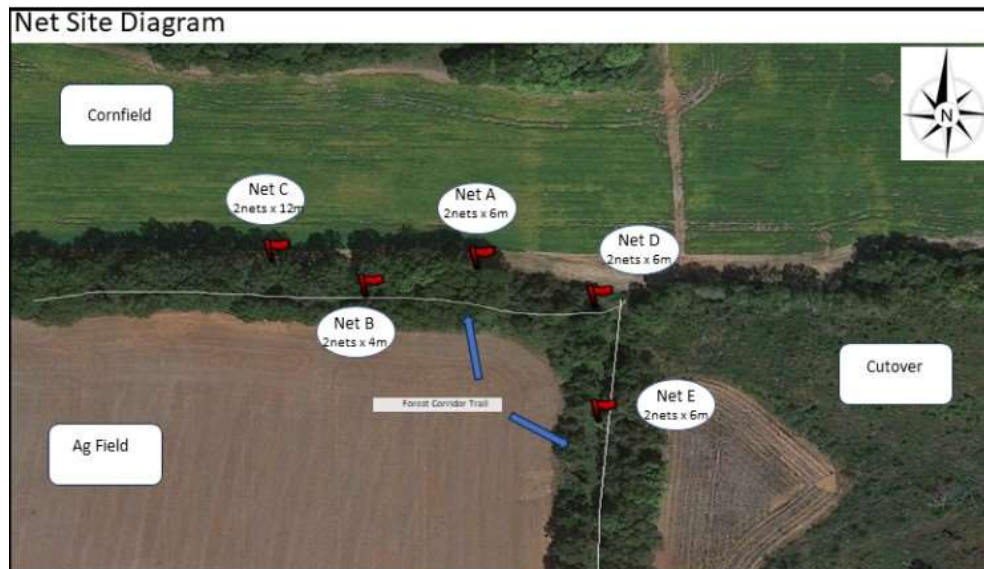 Net Site Diagram
N
Cornfield
Net C
2nets x 12m
Net A
2nets x 6m
Net D
2nets x 6m
Net B
2nets x 4m
Cutover
Forest Corridor Trail
Net E
2nets x 6m
Ag Field